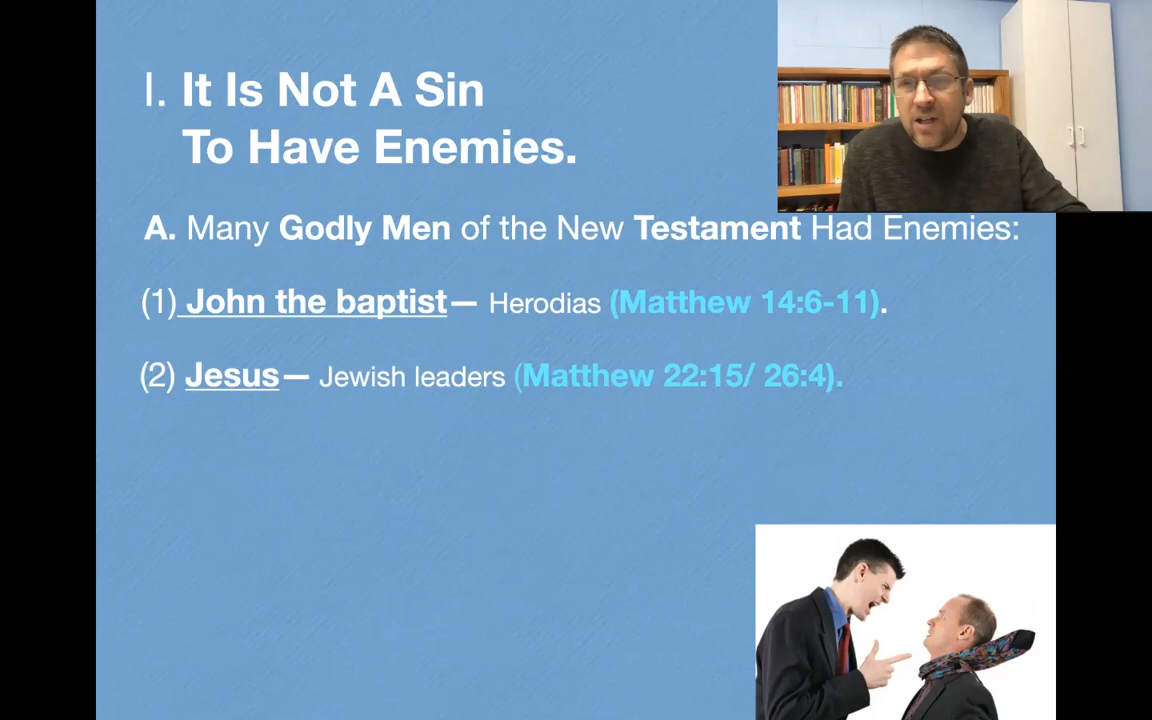 I. It Is Not A Sin
To Have Enemies.
A. Many Godly Men of the New Testament Had Enemies:
(1) John the baptist— Herodias (Matthew 14:6-11).
(2) Jesus— Jewish leaders (Matthew 22:15/ 26:4).